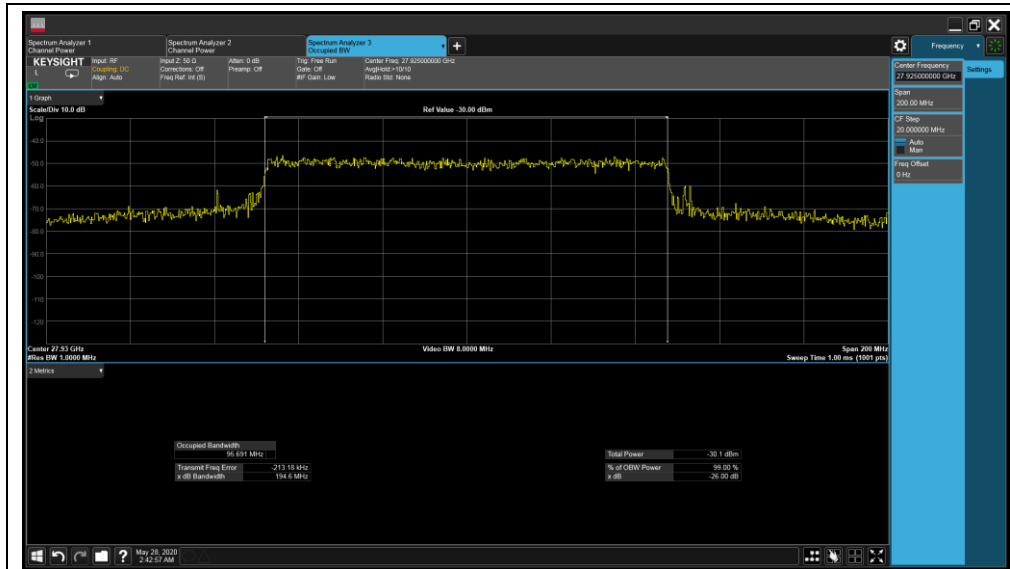 Spectrum Analyzer 1
Channel Power
Spectrum Analyzer 2
Channel Power
Spectrum Analyzer 3
Occupied BW
Frequency
KEYSIGHT
L
Input: RF
Coupling: DC
Align: Auto
Input Z: 50 Ω
Corrections: Off
Freq Ref: Int (S)
Atten: 0 dB
Preamp: Off
Trig: Free Run
Gate: Off
#IF Gain: Low
Center Freq: 27.925000000 GHz
Avg|Hold:>10/10
Radio Std: None
Center Frequency
27.925000000 GHz
Settings
Span
200.00 MHz
CF Step
20.000000 MHz
Auto
Man
Freq Offset
0 Hz
1 Graph
Scale/Div 10.0 dB
Ref Value -30.00 dBm
Log
-40.0
-50.0
-60.0
-70.0
-80.0
-90.0
-100
-110
-120
Center 27.93 GHz
Video BW 8.0000 MHz
Span 200 MHz
#Res BW 1.0000 MHz
Sweep Time 1.00 ms (1001 pts)
2 Metrics
Occupied Bandwidth
95.691 MHz
Total Power -30.1 dBm
Transmit Freq Error -213.18 kHz
% of OBW Power 99.00 %
x dB Bandwidth 194.6 MHz
x dB -26.00 dB
May 28, 2020
2:42:57 AM